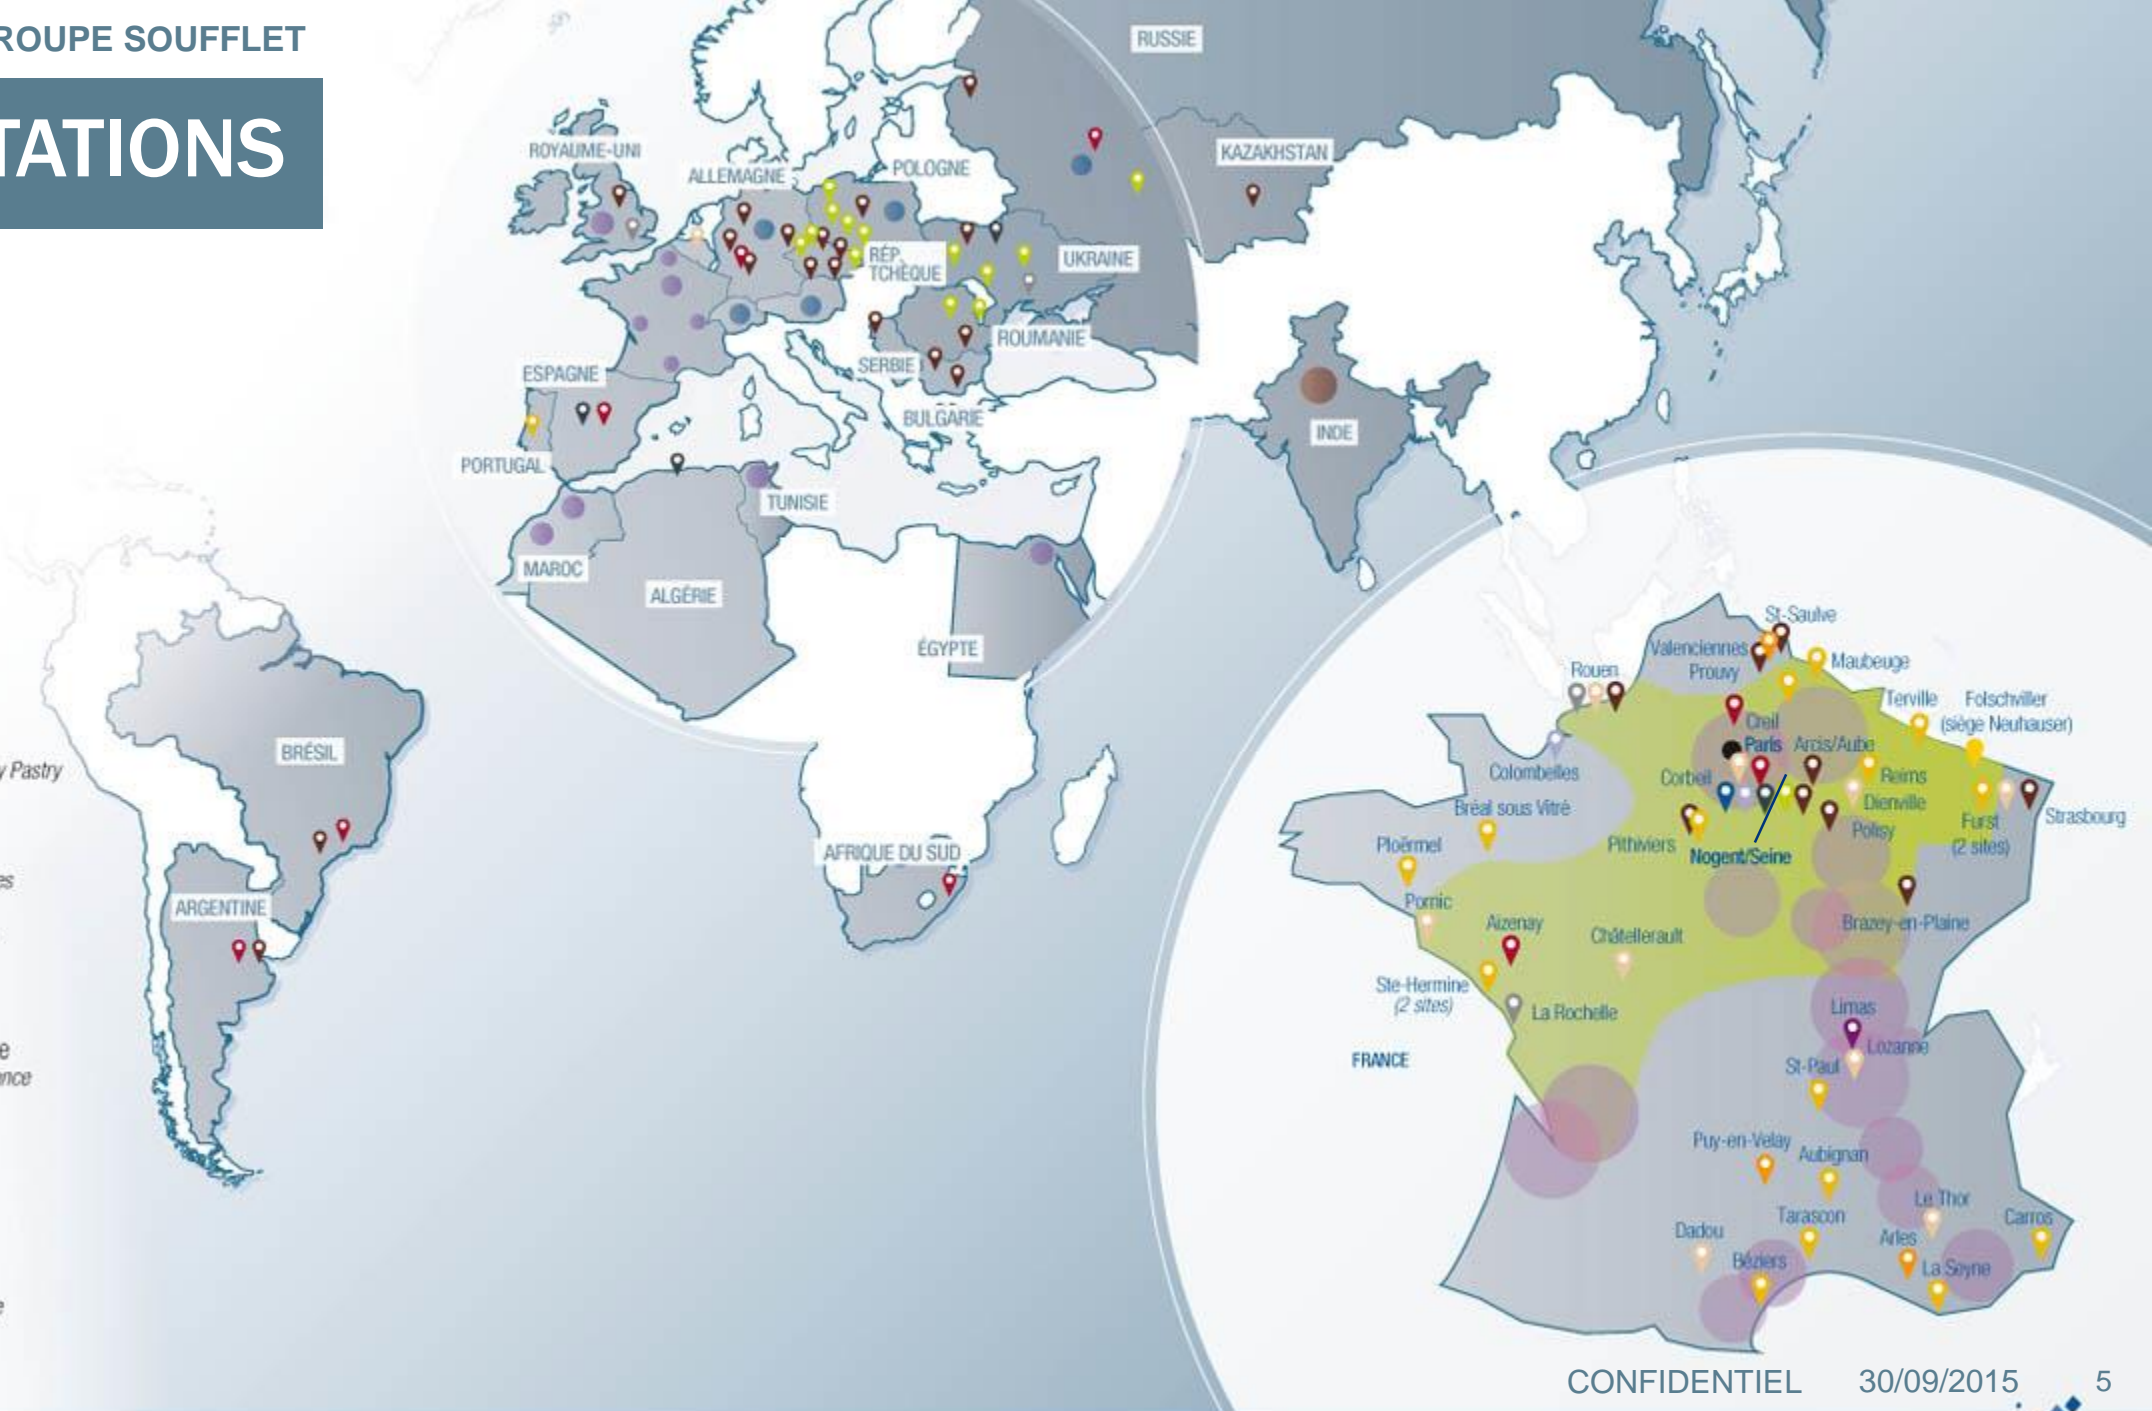 ROUPE SOUFFLET
TATIONS
RUSSIE
ROYAUME-UNI
ALLEMAGNE
POLOGNE
KAZAKHSTAN
RÉP.
TCHÈQUE
UKRAINE
ROUMANIE
SERBIE
ESPAGNE
BULGARIE
INDE
PORTUGAL
TUNISIE
MAROC
ALGÉRIE
ÉGYPTE
BRÉSIL
y Pastry
AFRIQUE DU SUD
es
ARGENTINE
e
nce
e
St-Saulve
Valenciennes
Prouvy
Maubeuge
Rouen
Terville
Folschviller
(siège Neuhauser)
Creil
Paris
Arcis/Aube
Colombelles
Corbeil
Reims
Dienville
Bréal sous Vitré
Strasbourg
Furst
(2 sites)
Polisy
Pithiviers
Nogent/Seine
Ploërmel
Pornic
Aizenay
Châtellerault
Brazey-en-Plaine
Ste-Hermine
(2 sites)
La Rochelle
Limas
Lozanne
FRANCE
St-Paul
Puy-en-Velay
Aubignan
Le Thor
Tarascon
Carros
Dadou
Arles
Béziers
La Seyne
CONFIDENTIEL 30/09/2015 5